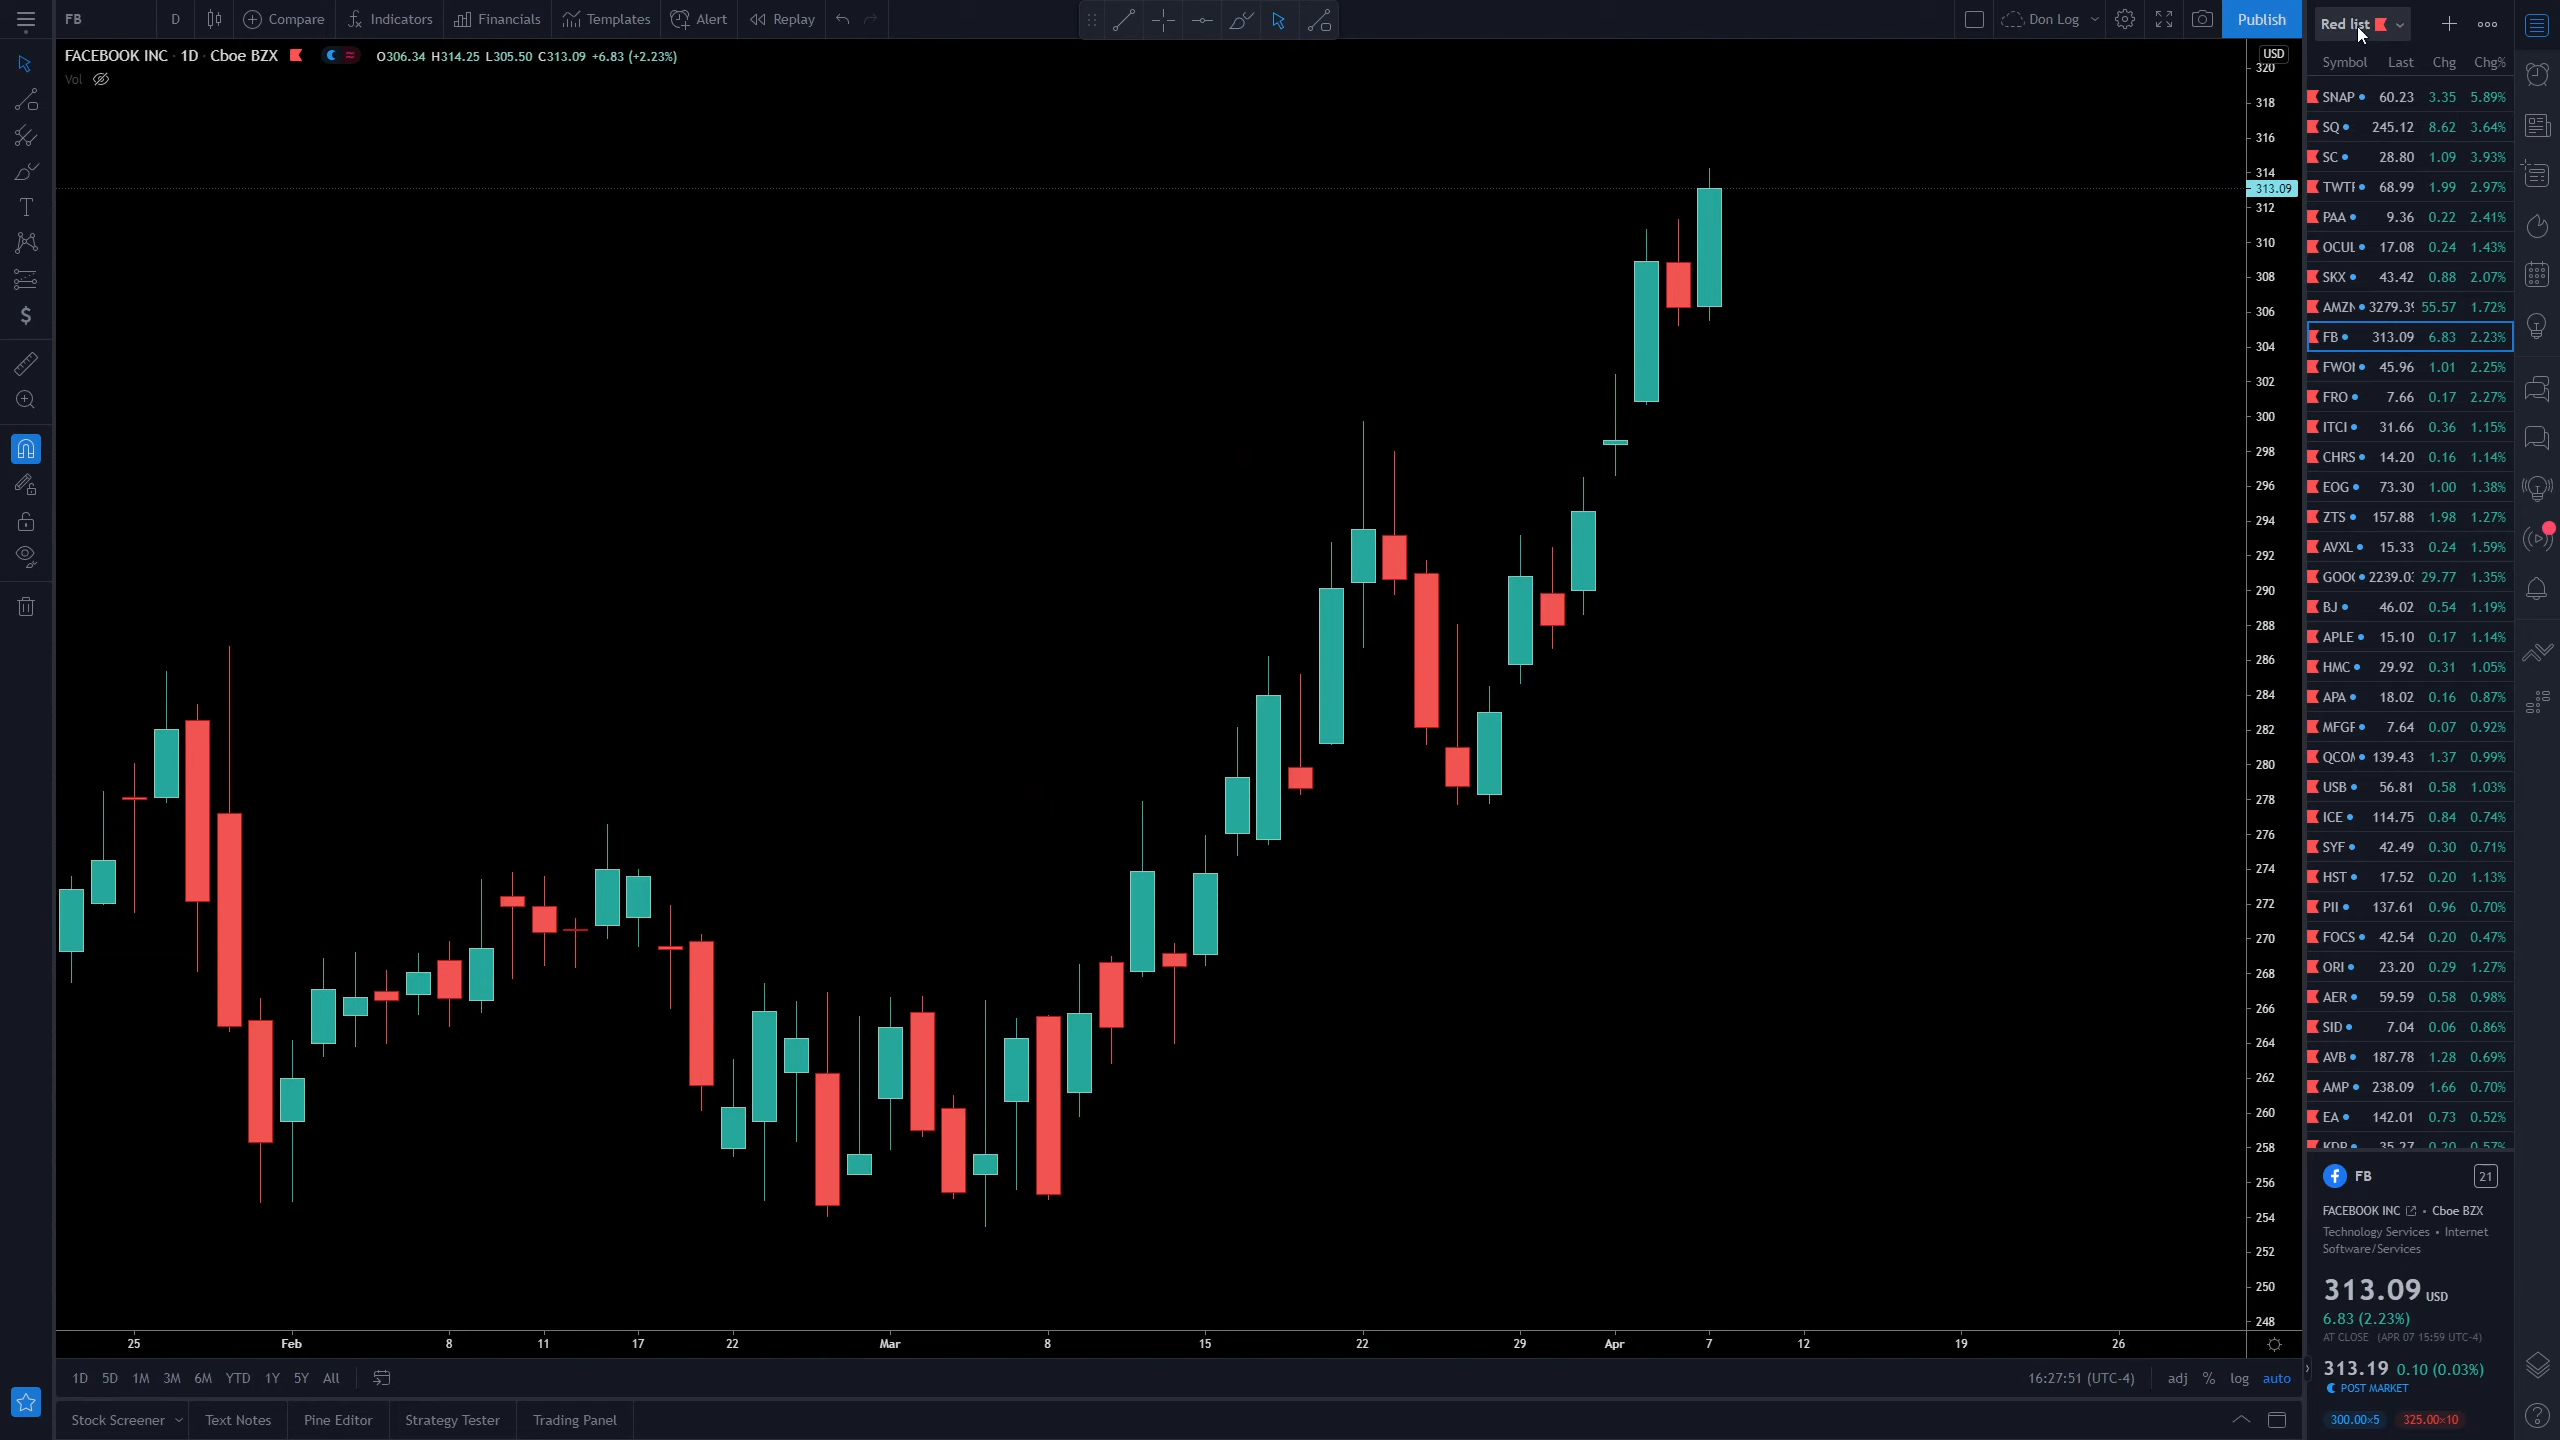 FB D Compare Indicators Financials Templates Alert Replay Don Log Publish
Red list
FACEBOOK INC · 1D · Cboe BZX O306.34 H314.25 L305.50 C313.09 +6.83 (+2.23%)
Vol
USD
320
318
316
314
313.09
312
310
308
306
304
302
300
298
296
294
292
290
288
286
284
282
280
278
276
274
272
270
268
266
264
262
260
258
256
254
252
250
248
25 Feb 8 11 17 22 Mar 8 15 22 29 Apr 7 12 19 26
1D 5D 1M 3M 6M YTD 1Y 5Y All
16:27:51 (UTC-4) adj % log auto
Stock Screener Text Notes Pine Editor Strategy Tester Trading Panel
Symbol Last Chg Chg%
SNAP 60.23 3.35 5.89%
SQ 245.12 8.62 3.64%
SC 28.80 1.09 3.93%
TWTR 68.99 1.99 2.97%
PAA 9.36 0.22 2.41%
OCUL 17.08 0.24 1.43%
SKX 43.42 0.88 2.07%
AMZN 3279.39 55.57 1.72%
FB 313.09 6.83 2.23%
45.96 1.01 2.25%
FRO 7.66 0.17 2.27%
ITCI 31.66 0.36 1.15%
CHRS 14.20 0.16 1.14%
EOG 73.30 1.00 1.38%
ZTS 157.88 1.98 1.27%
AVXL 15.33 0.24 1.59%
29.77 1.35%
BJ 46.02 0.54 1.19%
APLE 15.10 0.17 1.14%
HMC 29.92 0.31 1.05%
APA 18.02 0.16 0.87%
7.64 0.07 0.92%
QCOM 139.43 1.37 0.99%
USB 56.81 0.58 1.03%
ICE 114.75 0.84 0.74%
SYF 42.49 0.30 0.71%
HST 17.52 0.20 1.13%
PII 137.61 0.96 0.70%
FOCS 42.54 0.20 0.47%
ORI 23.20 0.29 1.27%
AER 59.59 0.58 0.98%
SID 7.04 0.06 0.86%
AVB 187.78 1.28 0.69%
AMP 238.09 1.66 0.70%
EA 142.01 0.73 0.52%
KDP 35.27 0.20 0.57%
FB 21
FACEBOOK INC • Cboe BZX
Technology Services • Internet
Software/Services
313.09 USD
6.83 (2.23%)
AT CLOSE (APR 07 15:59 UTC-4)
313.19 0.10 (0.03%)
POST MARKET
300.00×5 325.00×10